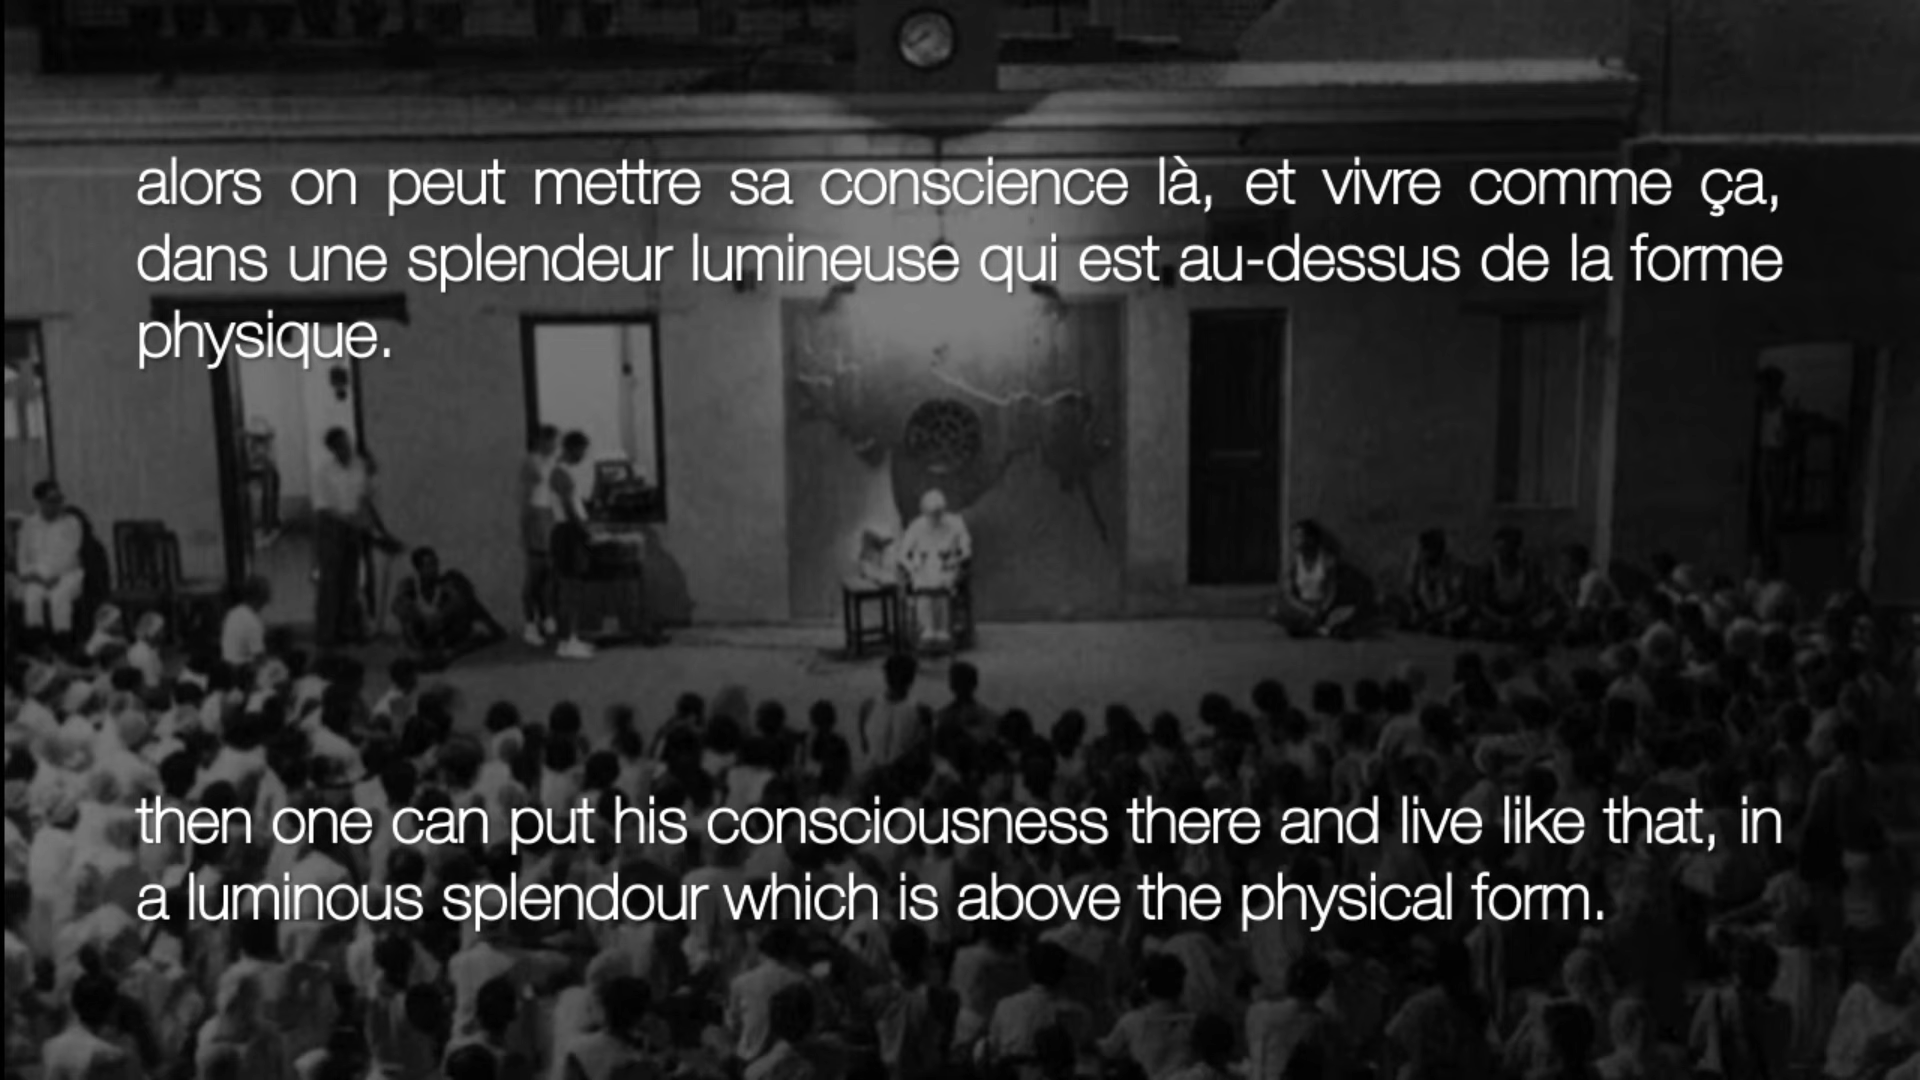 alors on peut mettre sa conscience là, et vivre comme ça,
dans une splendeur lumineuse qui est au-dessus de la forme
physique.
then one can put his consciousness there and live like that, in
a luminous splendour which is above the physical form.